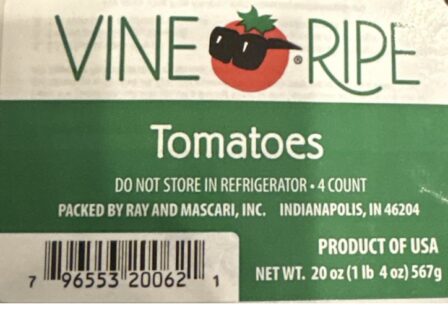 VINE RIPE
®
Tomatoes
DO NOT STORE IN REFRIGERATOR • 4 COUNT
PACKED BY RAY AND MASCARI, INC. INDIANAPOLIS, IN 46204
PRODUCT OF USA
NET WT. 20 oz (1 lb 4 oz) 567g
7 96553 20062 1